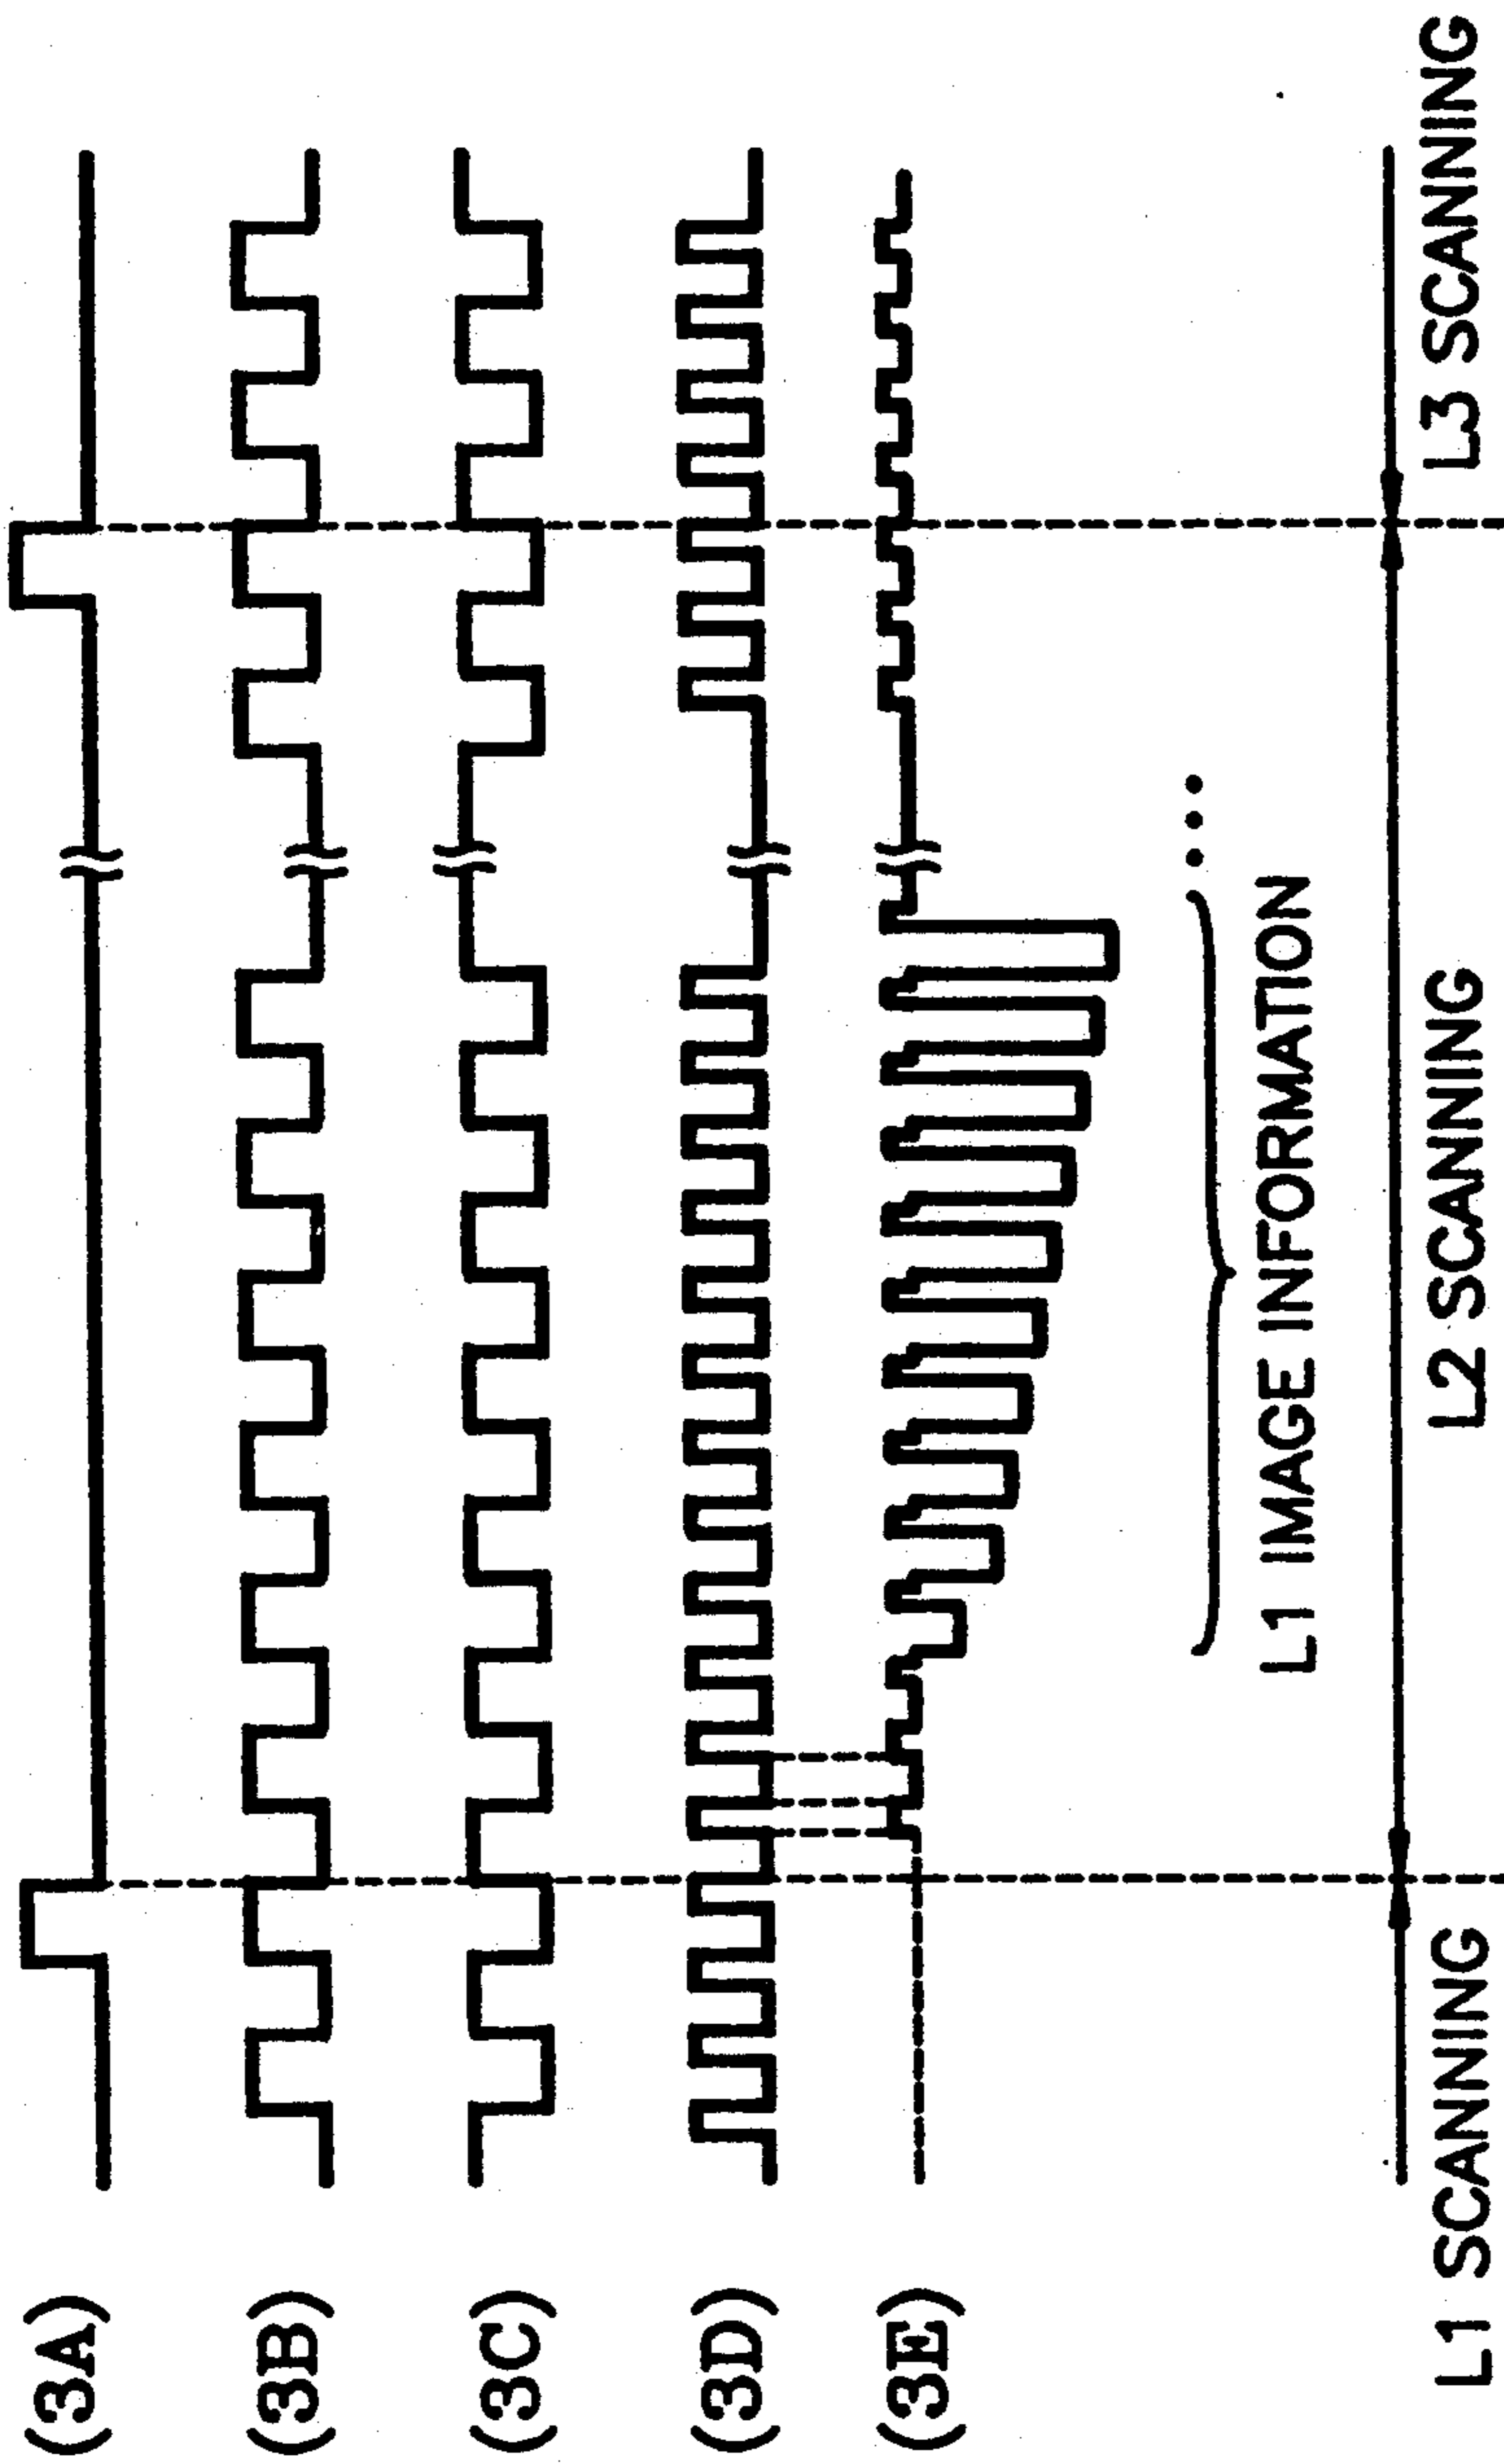 (3A)
(3B)
(3C)
(3D)
(3E)
L1 IMAGE INFORMATION
L1 SCANNING
L2 SCANNING
L3 SCANNING